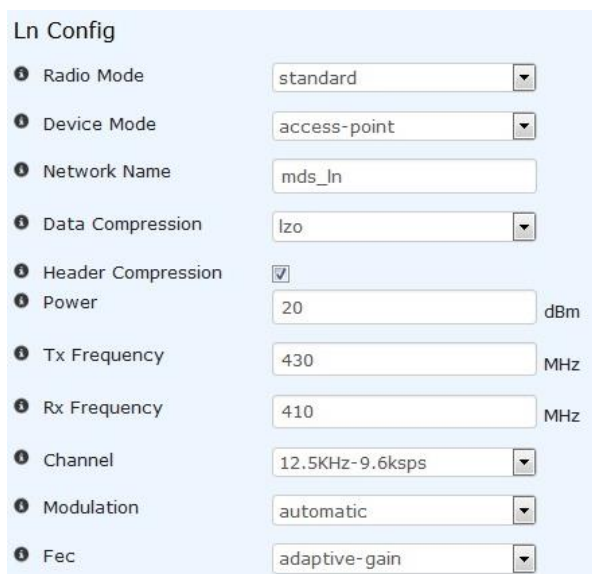 Ln Config
Radio Mode standard
Device Mode access-point
Network Name mds_ln
Data Compression lzo
Header Compression
Power 20 dBm
Tx Frequency 430 MHz
Rx Frequency 410 MHz
Channel 12.5KHz-9.6ksps
Modulation automatic
Fec adaptive-gain